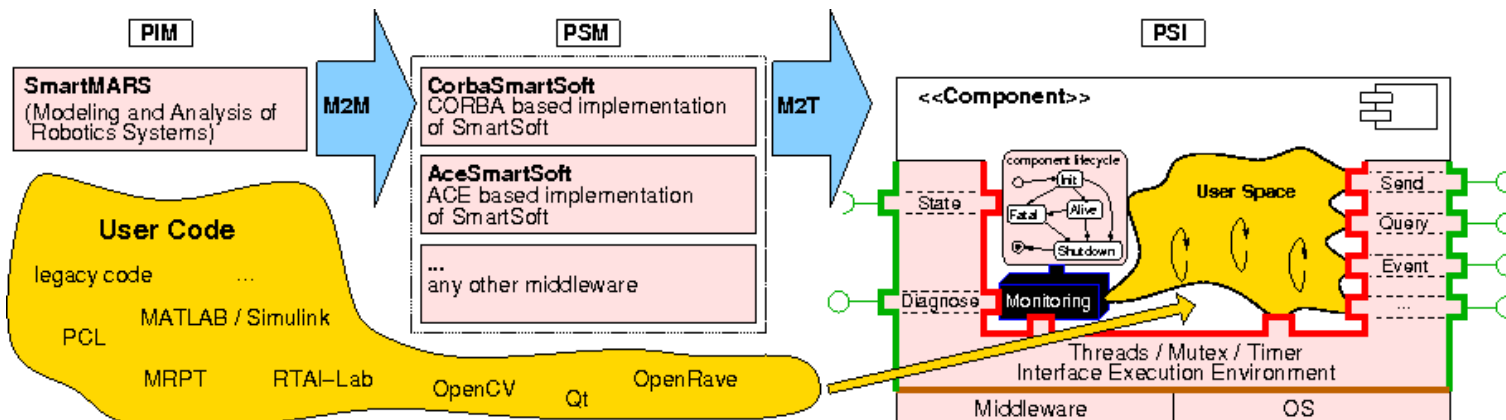 PIM
SmartMARS
(Modeling and Analysis of
Robotics Systems)
M2M
PSM
CorbaSmartSoft
CORBA based implementation
of SmartSoft
AceSmartSoft
ACE based implementation
of SmartSoft
...
any other middleware
M2T
PSI
<<Component>>
component lifecycle
Init
Fatal
Alive
Shutdown
State
Diagnose
Monitoring
User Space
Send
Query
Event
...
Threads / Mutex / Timer
Interface Execution Environment
Middleware
OS
User Code
legacy code
...
MATLAB / Simulink
PCL
MRPT
RTAI–Lab
OpenCV
Qt
OpenRave